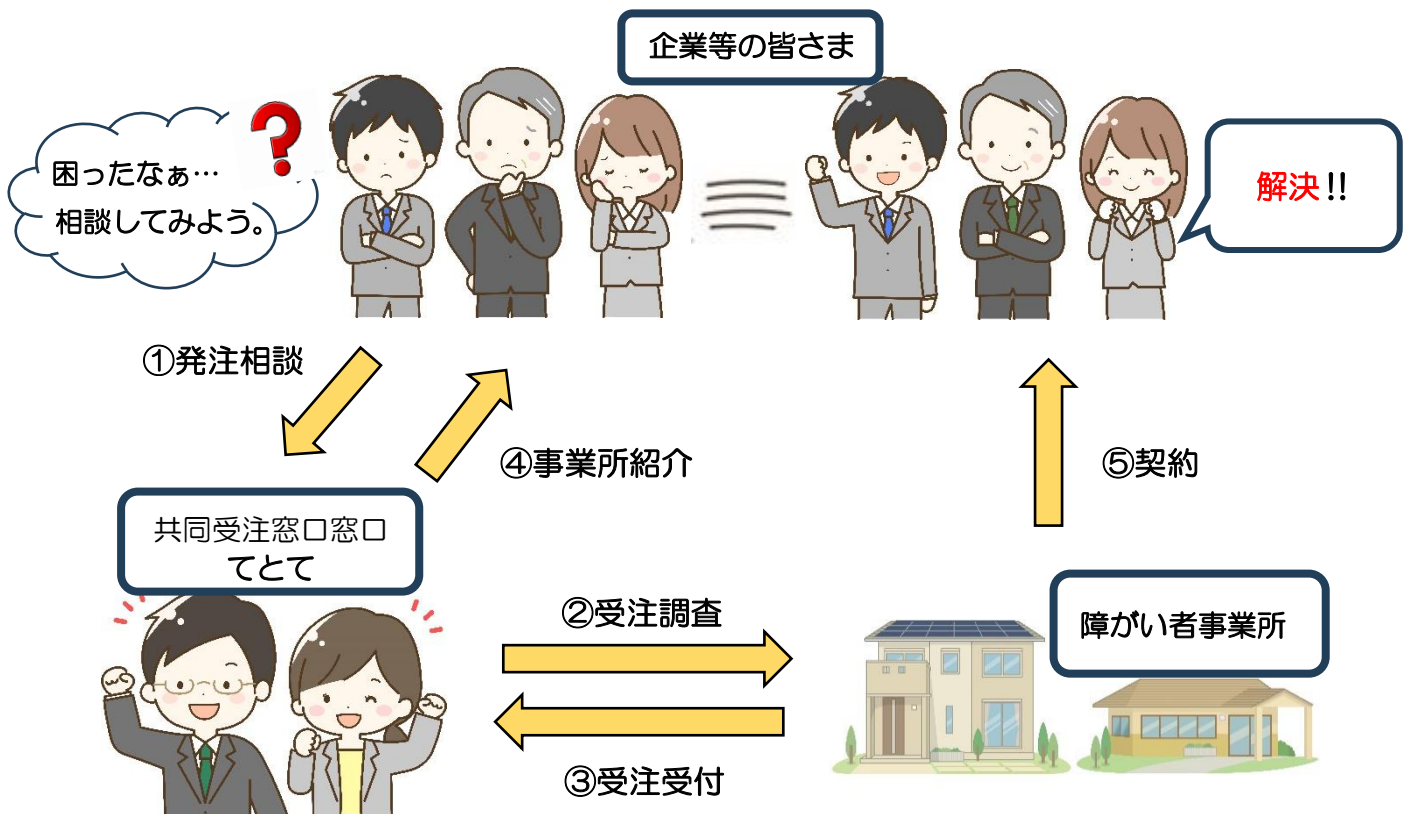 企業等の皆さま
困ったなぁ…
相談してみよう。
解決!!
①発注相談
④事業所紹介
⑤契約
共同受注窓口窓口
てとて
②受注調査
障がい者事業所
③受注受付